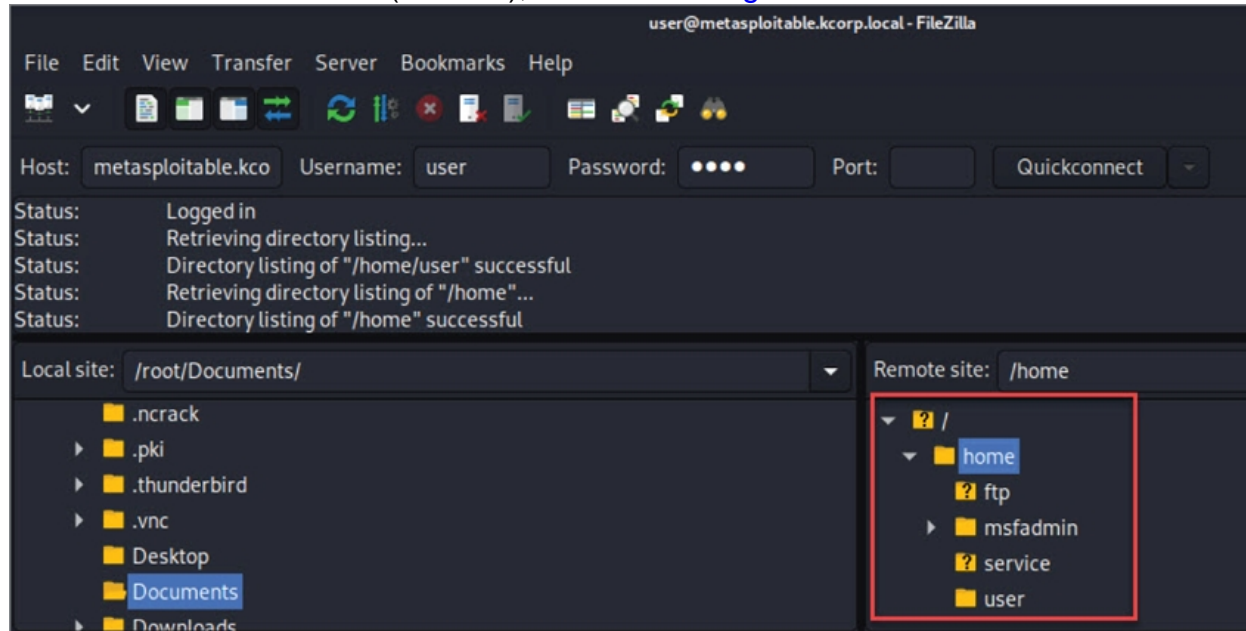 user@metasploitable.kcorp.local - FileZilla
File Edit View Transfer Server Bookmarks Help
Host: metasploitable.kco Username: user Password: •••• Port: Quickconnect
Status: Logged in
Status: Retrieving directory listing...
Status: Directory listing of "/home/user" successful
Status: Retrieving directory listing of "/home"...
Status: Directory listing of "/home" successful
Local site: /root/Documents/
.ncrack
.pki
.thunderbird
.vnc
Desktop
Documents
Downloads
Remote site: /home
/
home
ftp
msfadmin
service
user